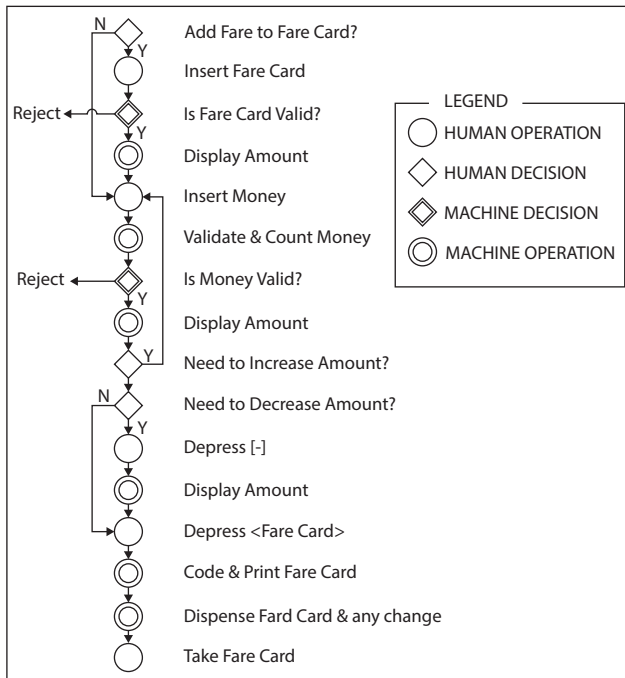 N
Add Fare to Fare Card?
Y
Insert Fare Card
Reject
Is Fare Card Valid?
Y
Display Amount
Insert Money
Validate & Count Money
Reject
Is Money Valid?
Y
Display Amount
Y
Need to Increase Amount?
N
Need to Decrease Amount?
Y
Depress [-]
Display Amount
Depress <Fare Card>
Code & Print Fare Card
Dispense Fard Card & any change
Take Fare Card
LEGEND
HUMAN OPERATION
HUMAN DECISION
MACHINE DECISION
MACHINE OPERATION